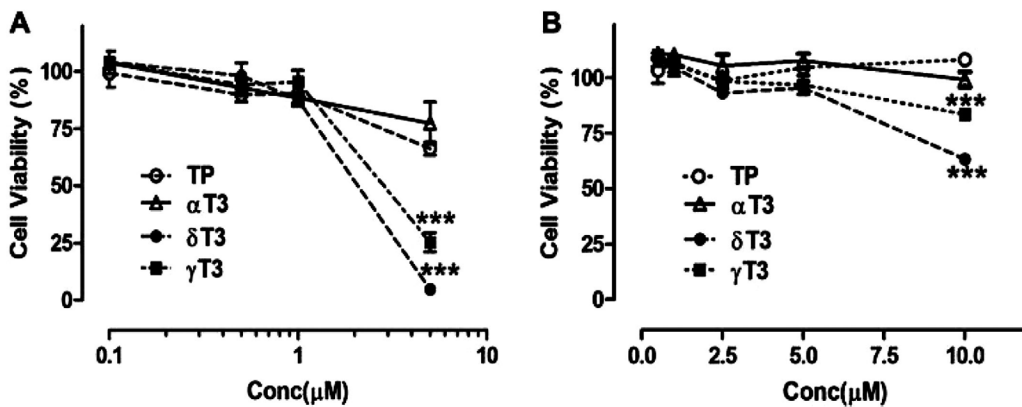 A
Cell Viability (%)
100
75
50
25
0
TP
αT3
δT3
γT3
***
***
0.1
1
10
Conc(μM)
B
Cell Viability (%)
100
75
50
25
0
TP
αT3
δT3
γT3
***
***
0.0
2.5
5.0
7.5
10.0
Conc(μM)